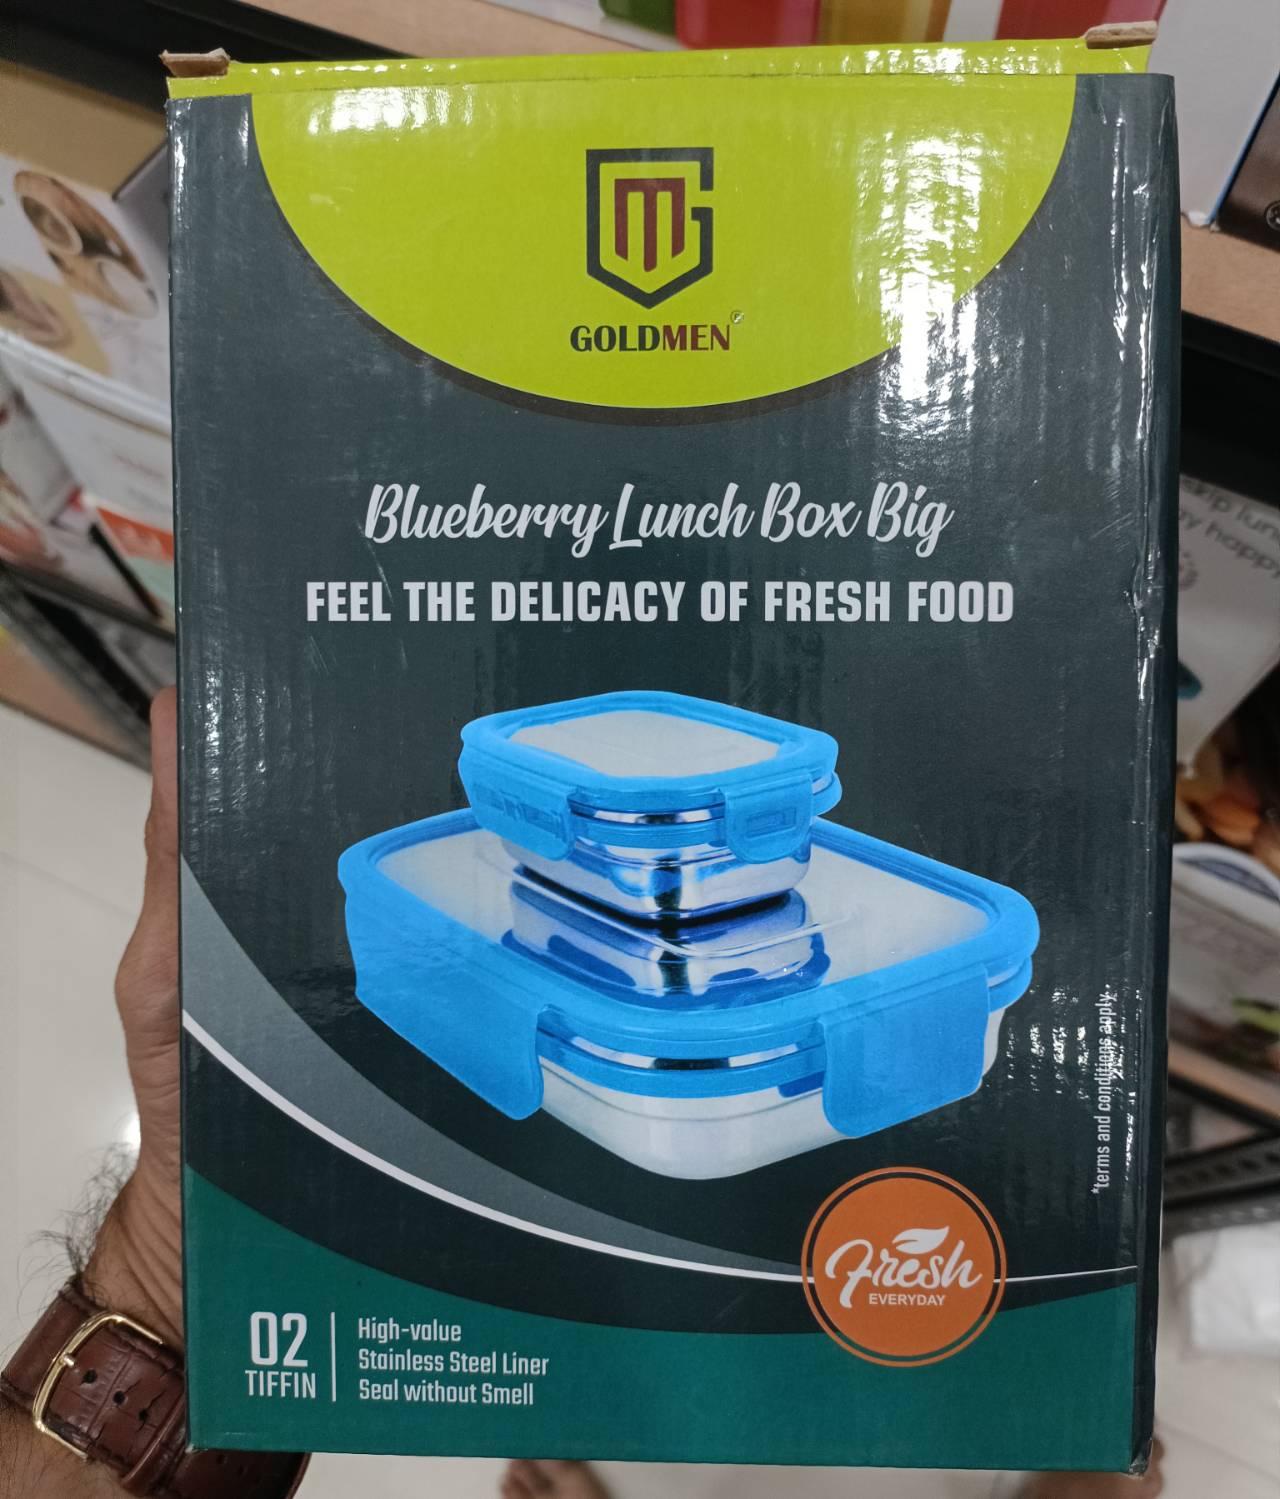 GOLDMEN
Blueberry Lunch Box Big
FEEL THE DELICACY OF FRESH FOOD
*terms and conditions apply.
Fresh
EVERYDAY
02
TIFFIN
High-value
Stainless Steel Liner
Seal without Smell
happy